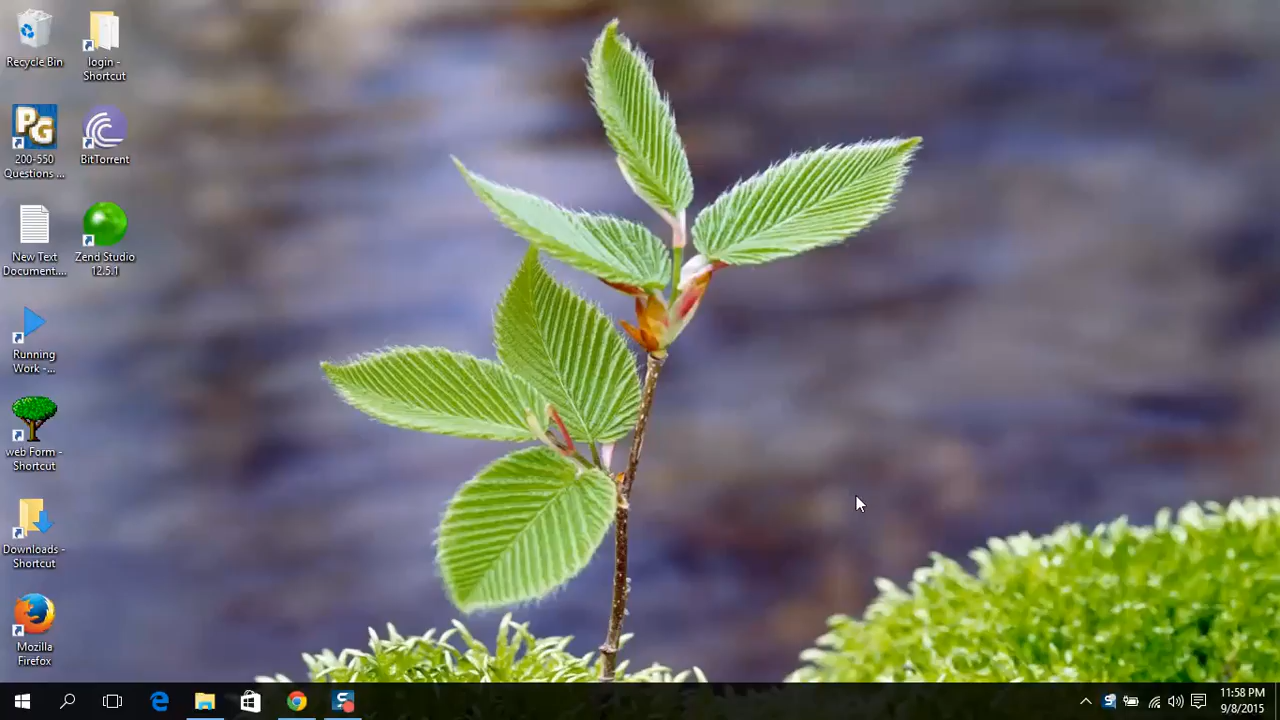 Recycle Bin
login -
Shortcut
PG
200-550
Questions ...
BitTorrent
New Text
Document....
Zend Studio
12.5.1
Running
Work -...
web Form -
Shortcut
Downloads -
Shortcut
Mozilla
Firefox
11:58 PM
9/8/2015